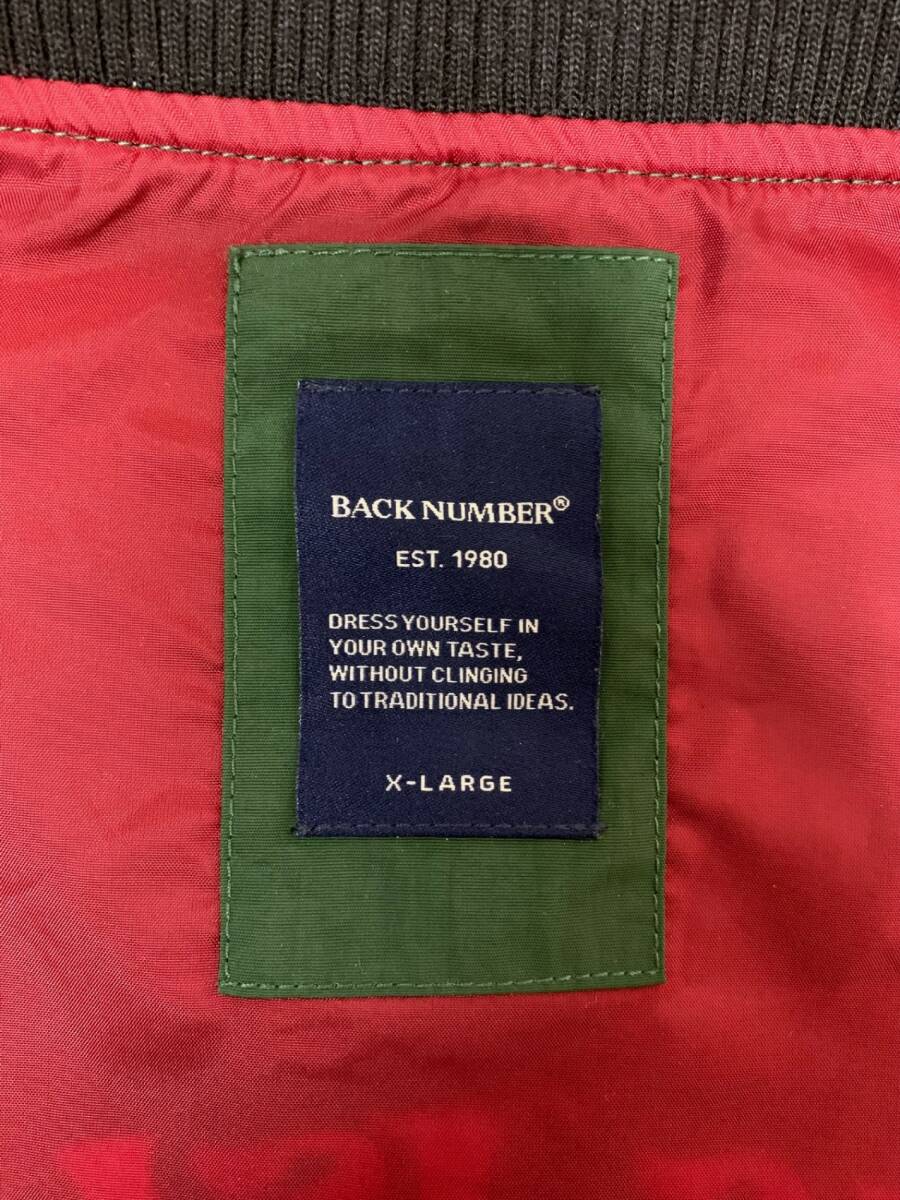 BACK NUMBER®
EST. 1980
DRESS YOURSELF IN
YOUR OWN TASTE,
WITHOUT CLINGING
TO TRADITIONAL IDEAS.
X-LARGE